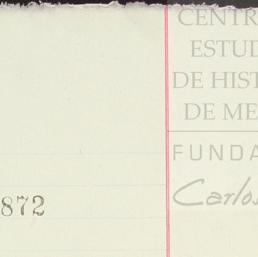 CENTR
ESTUD
DE HIST
DE ME
FUNDA
Carlos
872